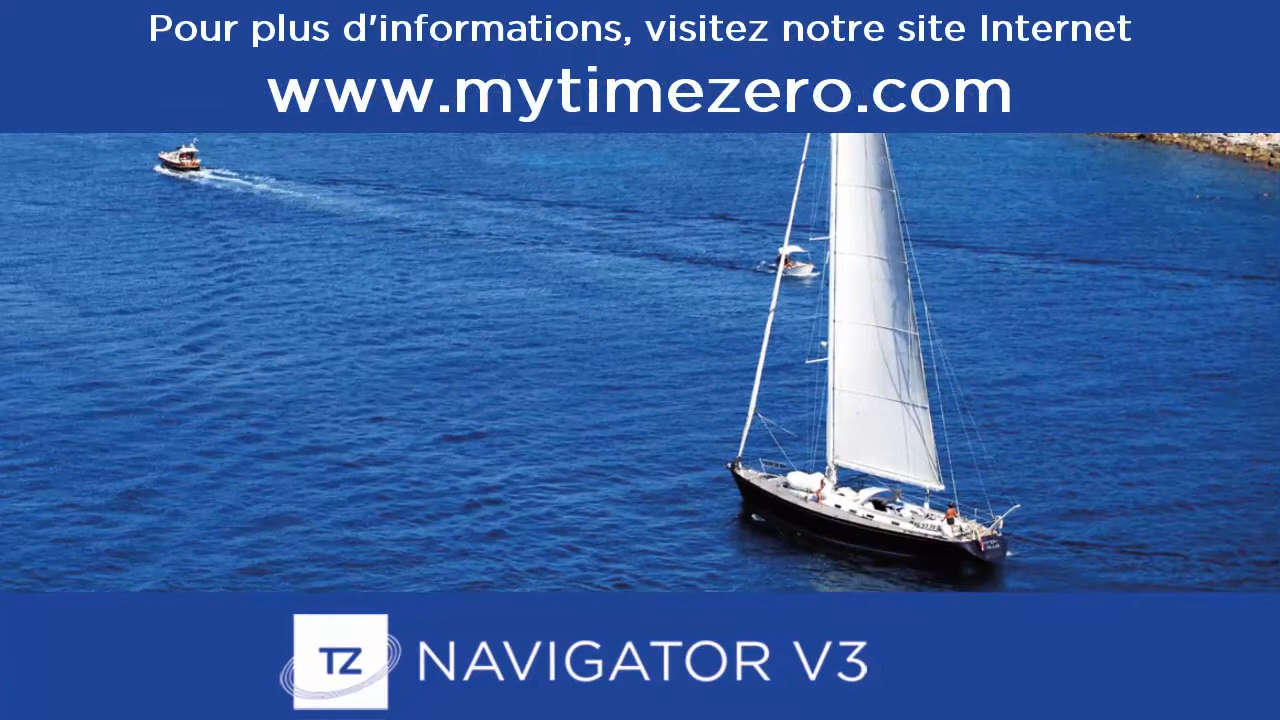 Pour plus d'informations, visitez notre site Internet
www.mytimezero.com
TZ NAVIGATOR V3